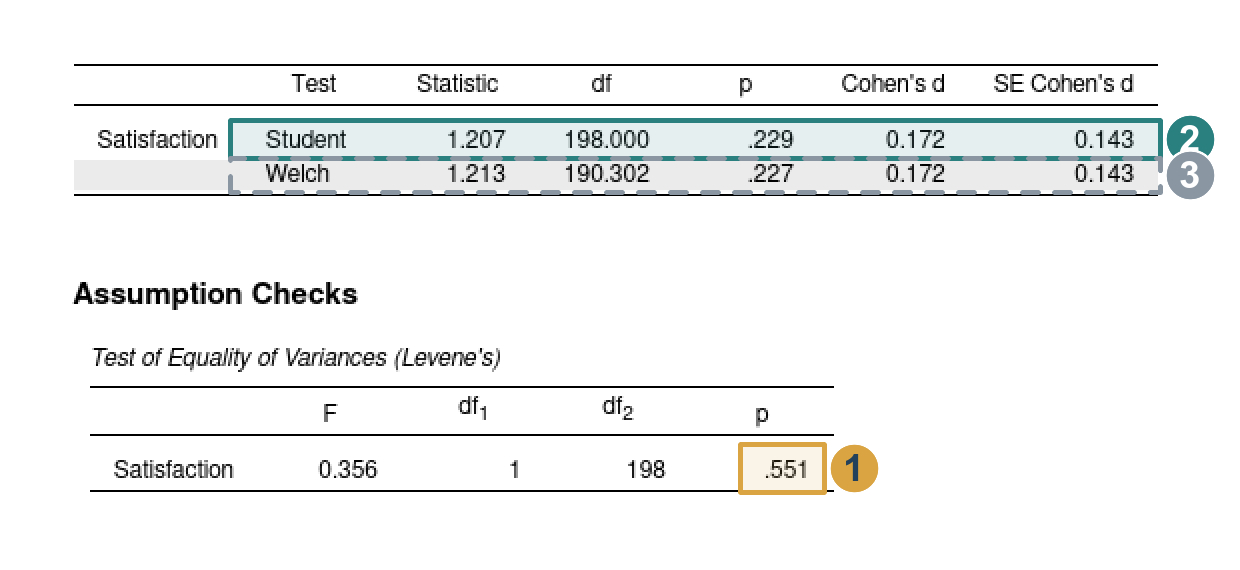 Test Statistic df p Cohen's d SE Cohen's d
Satisfaction Student 1.207 198.000 .229 0.172 0.143 2
Welch 1.213 190.302 .227 0.172 0.143 3
Assumption Checks
Test of Equality of Variances (Levene's)
F df₁ df₂ p
Satisfaction 0.356 1 198 .551 1